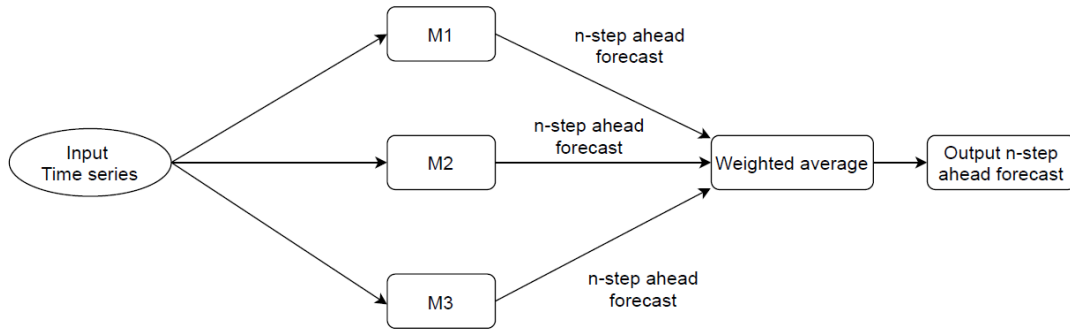 M1
n-step ahead
forecast
n-step ahead
forecast
Input
Time series
M2
Weighted average
Output n-step
ahead forecast
n-step ahead
forecast
M3